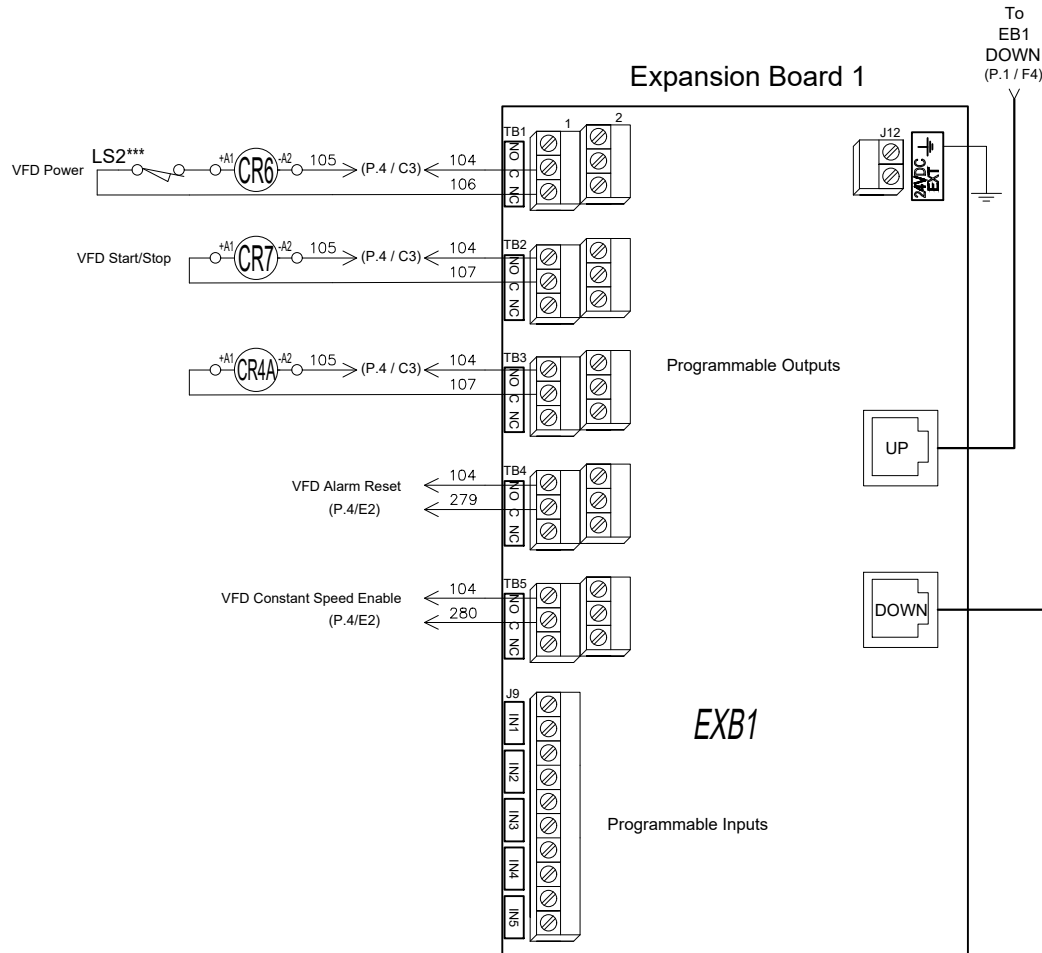 To
EB1
DOWN
(P.1 / F4)
Expansion Board 1
TB1
1
2
NO
C
NC
J12
24VDC
EXT
VFD Power
LS2***
+A1
CR6
-A2
105
(P.4 / C3)
104
106
TB2
NO
C
NC
VFD Start/Stop
+A1
CR7
-A2
105
(P.4 / C3)
104
107
TB3
NO
C
NC
+A1
CR4A
-A2
105
(P.4 / C3)
104
107
Programmable Outputs
UP
TB4
NO
C
NC
VFD Alarm Reset
(P.4/E2)
104
279
TB5
NO
C
NC
VFD Constant Speed Enable
(P.4/E2)
104
280
DOWN
J9
IN1
IN2
IN3
IN4
IN5
EXB1
Programmable Inputs